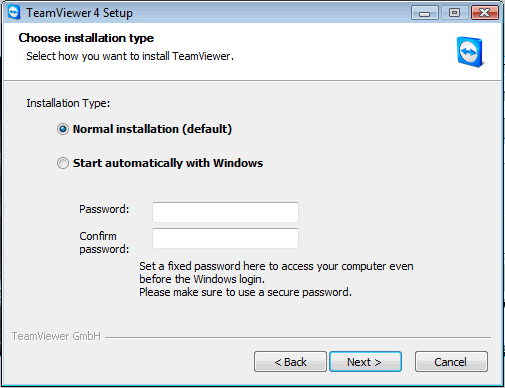 TeamViewer 4 Setup
Choose installation type
Select how you want to install TeamViewer.
Installation Type:
Normal installation (default)
Start automatically with Windows
Password:
Confirm
password:
Set a fixed password here to access your computer even
before the Windows login.
Please make sure to use a secure password.
TeamViewer GmbH
< Back
Next >
Cancel